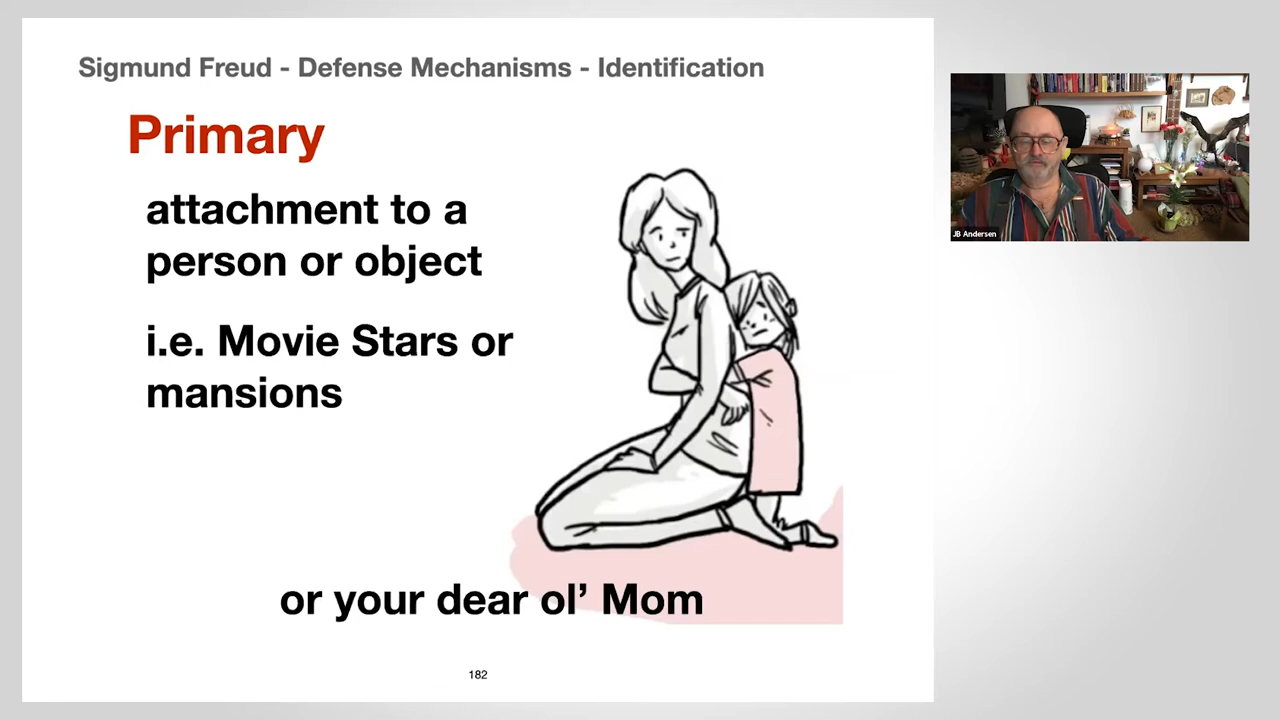 Sigmund Freud - Defense Mechanisms - Identification
Primary
attachment to a
person or object
i.e. Movie Stars or
mansions
or your dear ol’ Mom
182
JB Andersen